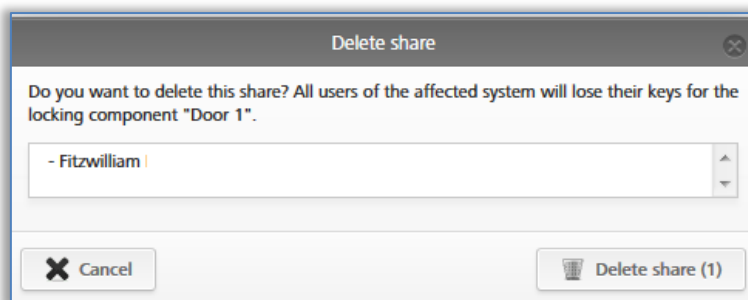 Delete share
Do you want to delete this share? All users of the affected system will lose their keys for the
locking component "Door 1".
- Fitzwilliam
Cancel
Delete share (1)